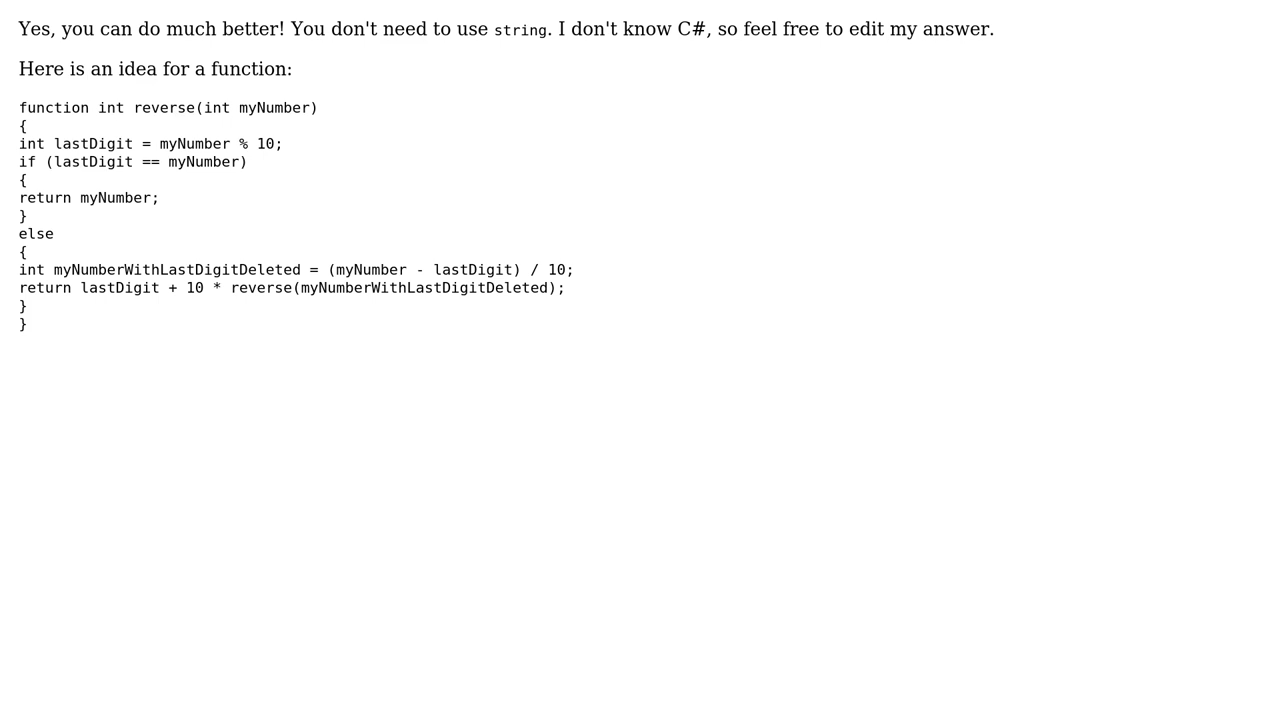 Yes, you can do much better! You don't need to use string. I don't know C#, so feel free to edit my answer.
Here is an idea for a function:
function int reverse(int myNumber)
{
int lastDigit = myNumber % 10;
if (lastDigit == myNumber)
{
return myNumber;
}
else
{
int myNumberWithLastDigitDeleted = (myNumber - lastDigit) / 10;
return lastDigit + 10 * reverse(myNumberWithLastDigitDeleted);
}
}